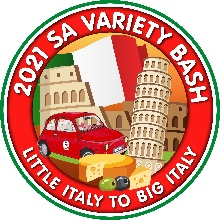 2021 SA VARIETY BASH
LITTLE ITALY TO BIG ITALY